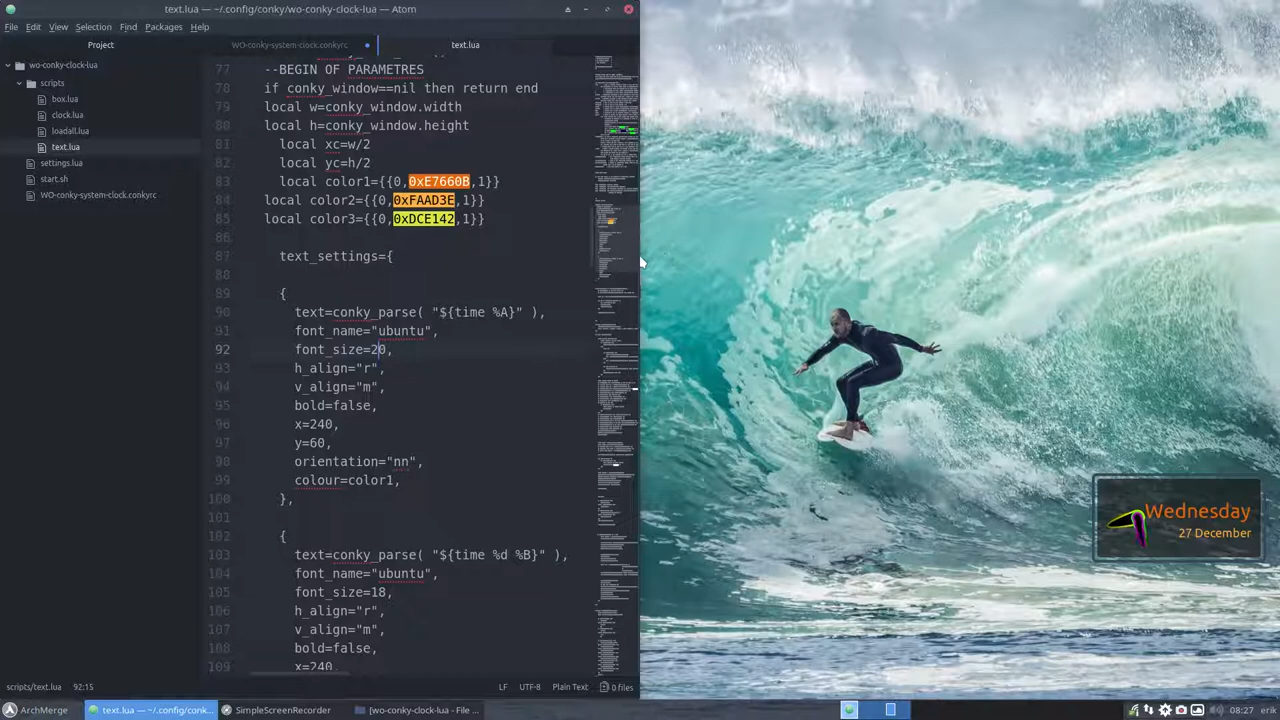 text.lua — ~/.config/conky/wo-conky-clock-lua — Atom
File Edit View Selection Find Packages Help
Project
WO-conky-system-clock.conkyrc
text.lua
wo-conky-clock-lua
scripts
box.lua
clock.lua
loadall.lua
text.lua
settings.lua
start.sh
WO-conky-system-clock.conkyrc
77 --BEGIN OF PARAMETRES
78 if conky_window==nil then return end
79 local w=conky_window.width
80 local h=conky_window.height
81 local xc=w/2
82 local yc=h/2
83 local color1={{0,0xE7660B,1}}
84 local color2={{0,0xFAAD3E,1}}
85 local color3={{0,0xDCE142,1}}
86
87 text_settings={
88
89 {
90 text=conky_parse( "${time %A}" ),
91 font_name="ubuntu",
92 font_size=20,
93 h_align="r",
94 v_align="m",
95 bold=false,
96 x=240,
97 y=60
98 orientation="nn",
99 colour=color1,
100 },
101
102 {
103 text=conky_parse( "${time %d %B}" ),
104 font_name="ubuntu",
105 font_size=18,
106 h_align="r",
107 v_align="m",
108 bold=false,
109 x=240
Wednesday
27 December
scripts/text.lua 92:15
LF UTF-8 Plain Text 0 files
ArchMerge
text.lua — ~/.config/conk...
SimpleScreenRecorder
[wo-conky-clock-lua - File ...
08:27 erik